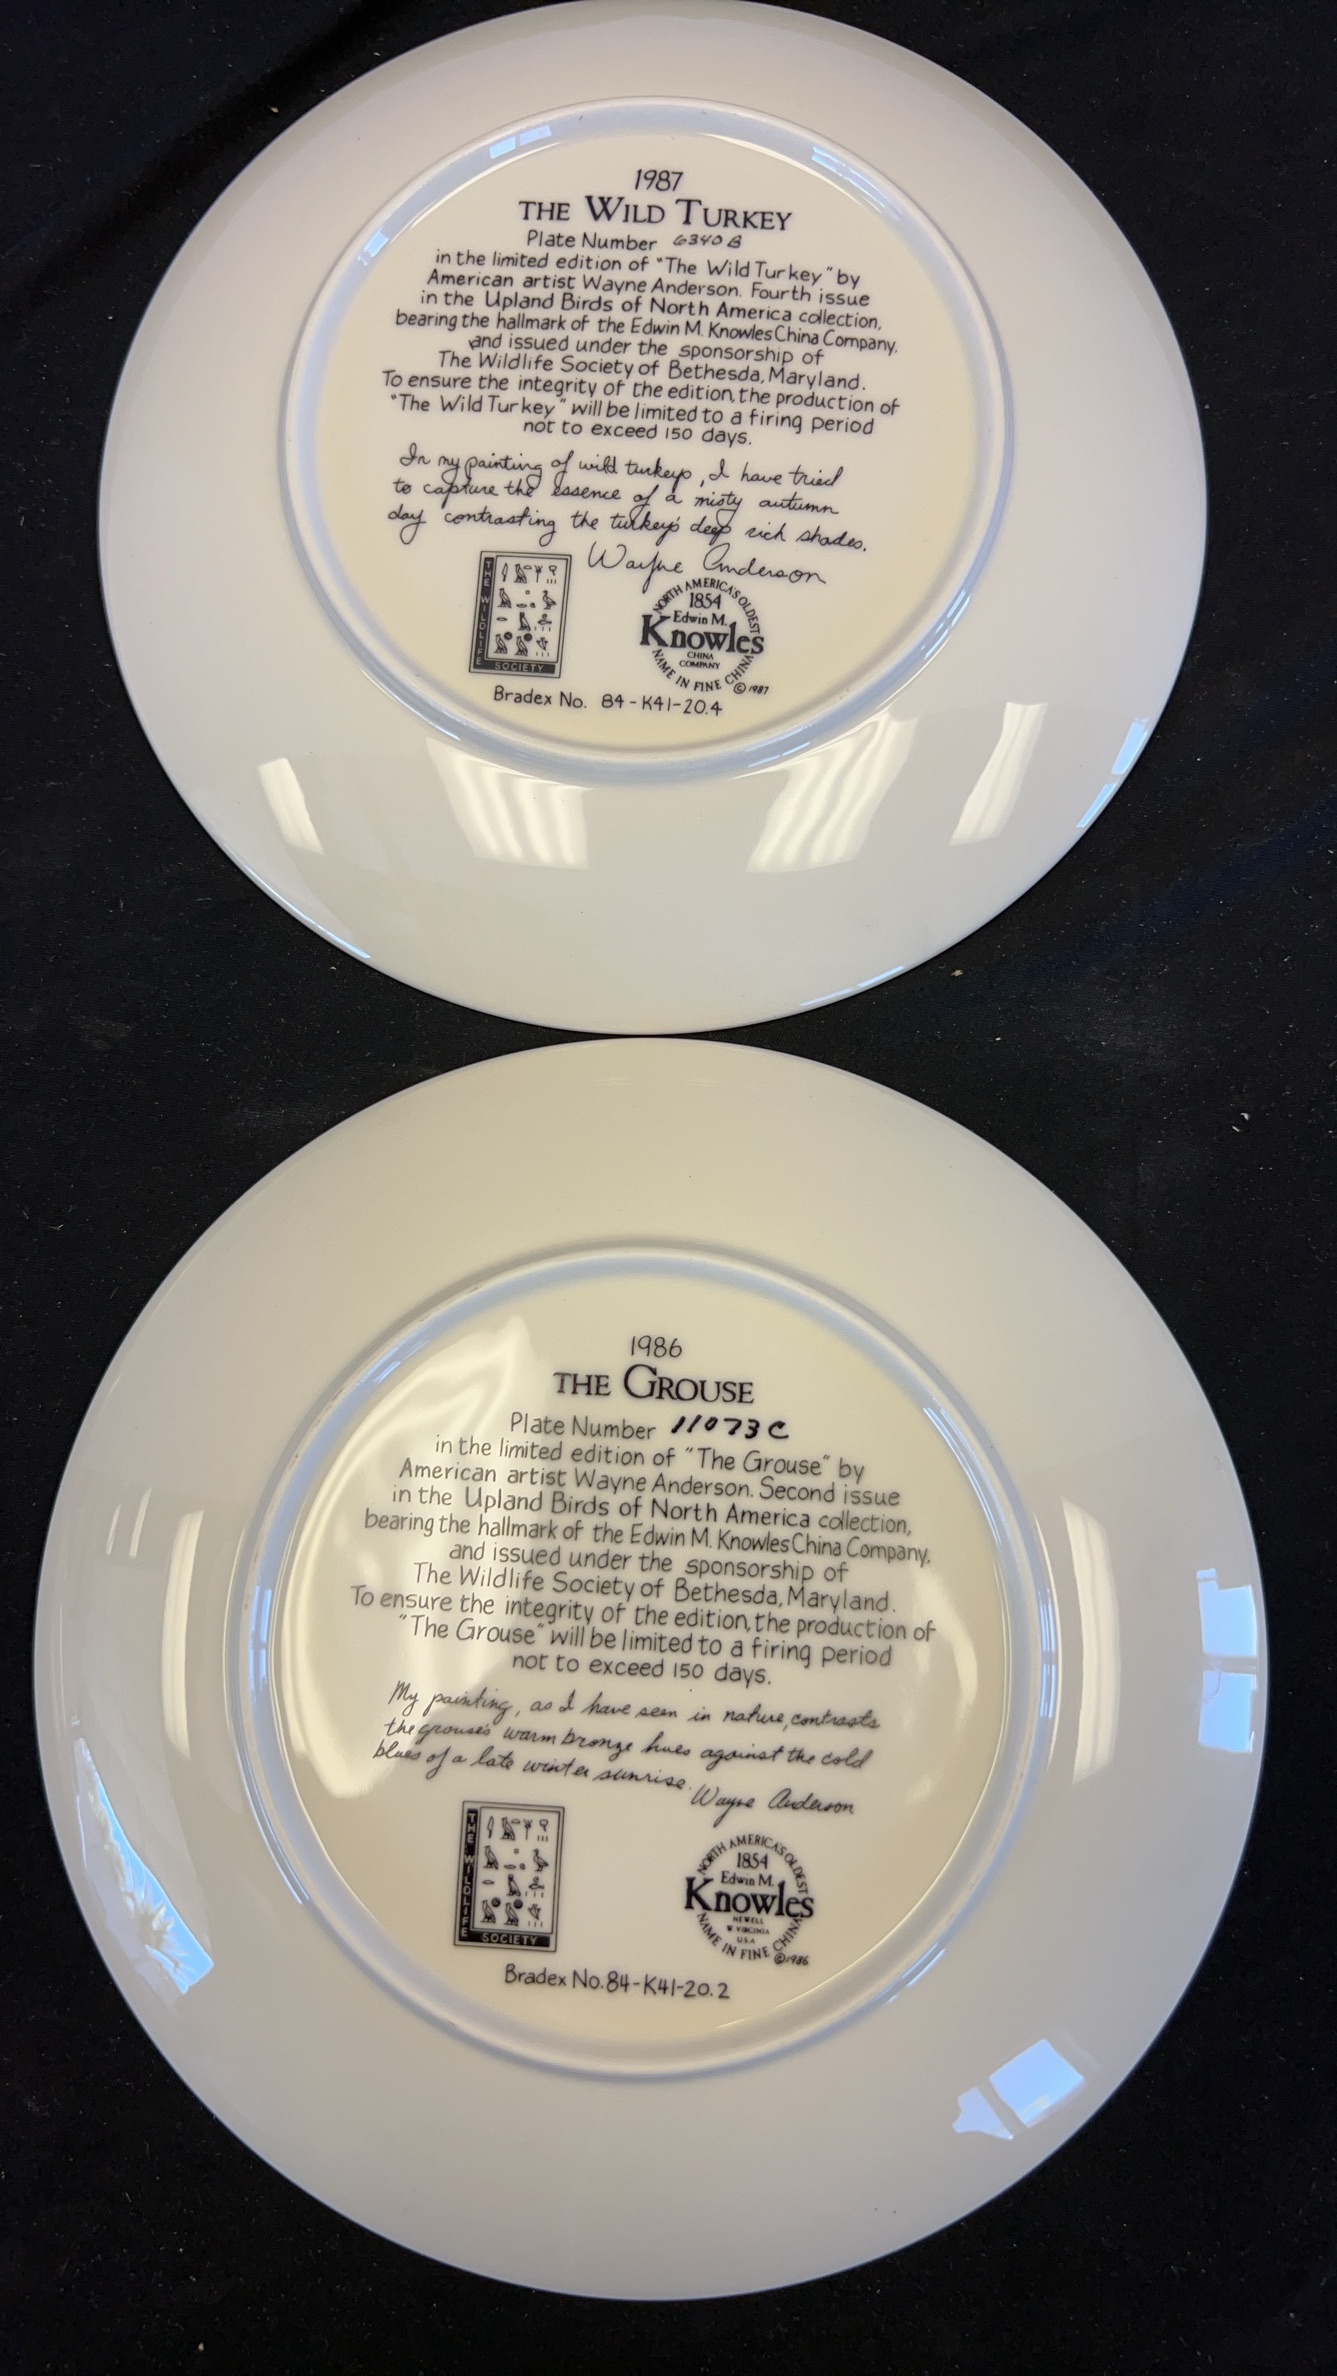 1987
THE WILD TURKEY
Plate Number 6340B
in the limited edition of "The Wild Turkey" by
American artist Wayne Anderson. Fourth issue
in the Upland Birds of North America collection,
bearing the hallmark of the Edwin M. Knowles China Company.
and issued under the sponsorship of
The Wildlife Society of Bethesda, Maryland.
To ensure the integrity of the edition, the production of
"The Wild Turkey" will be limited to a firing period
not to exceed 150 days.
In my painting of wild turkeys, I have tried
to capture the essence of a misty autumn
day contrasting the turkey's deep rich shades.
Wayne Anderson
THE WILDLIFE
SOCIETY
NORTH AMERICA'S OLDEST
1854
Edwin M.
Knowles
CHINA
COMPANY
NAME IN FINE CHINA
©1987
Bradex No. 84-K41-20.4
1986
THE GROUSE
Plate Number 11073C
in the limited edition of "The Grouse" by
American artist Wayne Anderson. Second issue
in the Upland Birds of North America collection,
bearing the hallmark of the Edwin M. Knowles China Company,
and issued under the sponsorship of
The Wildlife Society of Bethesda, Maryland.
To ensure the integrity of the edition, the production of
"The Grouse" will be limited to a firing period
not to exceed 150 days.
My painting, as I have seen in nature, contrasts
the grouse's warm bronze hues against the cold
blues of a late winter sunrise.
Wayne Anderson
THE WILDLIFE
SOCIETY
NORTH AMERICA'S OLDEST
1854
Edwin M.
Knowles
NEWELL
W VIRGINIA
U.S.A
NAME IN FINE CHINA
©1986
Bradex No. 84-K41-20.2